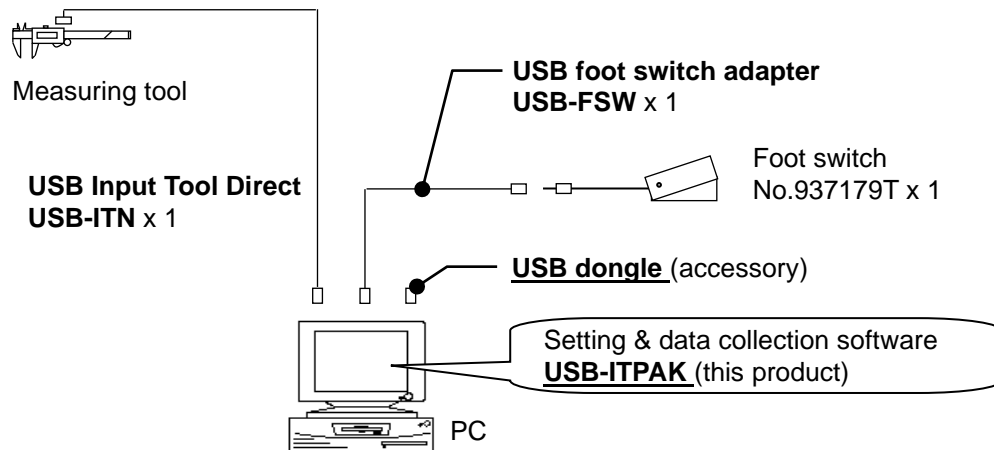 Measuring tool
USB foot switch adapter
USB-FSW x 1
Foot switch
No.937179T x 1
USB Input Tool Direct
USB-ITN x 1
USB dongle (accessory)
Setting & data collection software
USB-ITPAK (this product)
PC